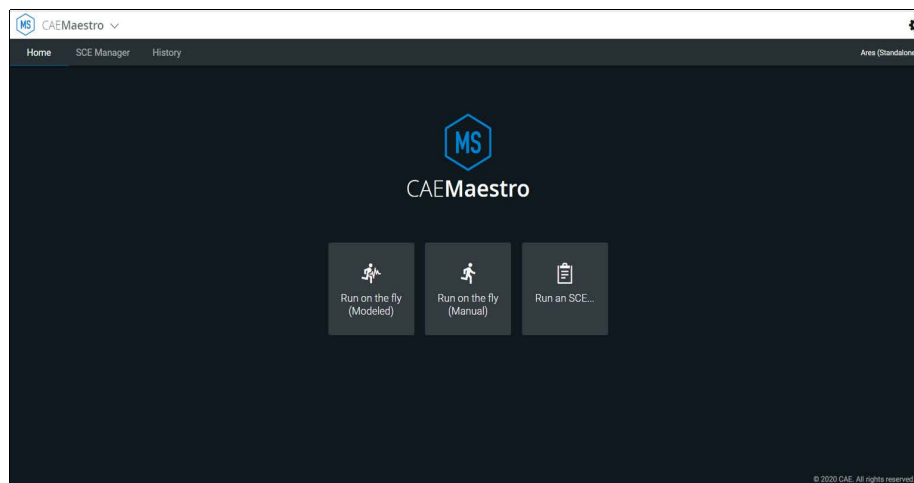 MS CAEMaestro
Home SCE Manager History Ares (Standalone
MS
CAEMaestro
Run on the fly
(Modeled)
Run on the fly
(Manual)
Run an SCE...
© 2020 CAE. All rights reserved.